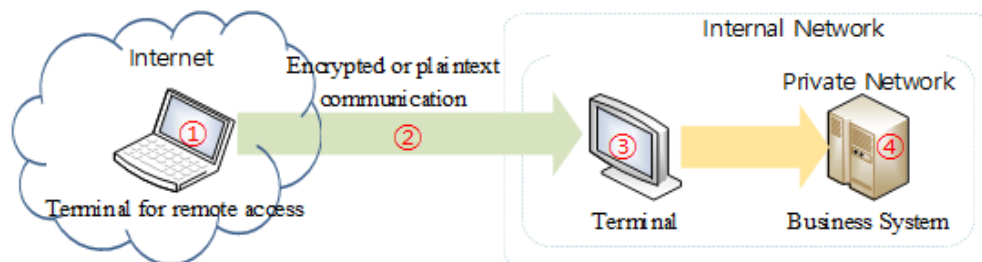 Internal Network
Internet
Encrypted or plaintext
communication
Private Network
①
②
③
④
Terminal for remote access
Terminal
Business System